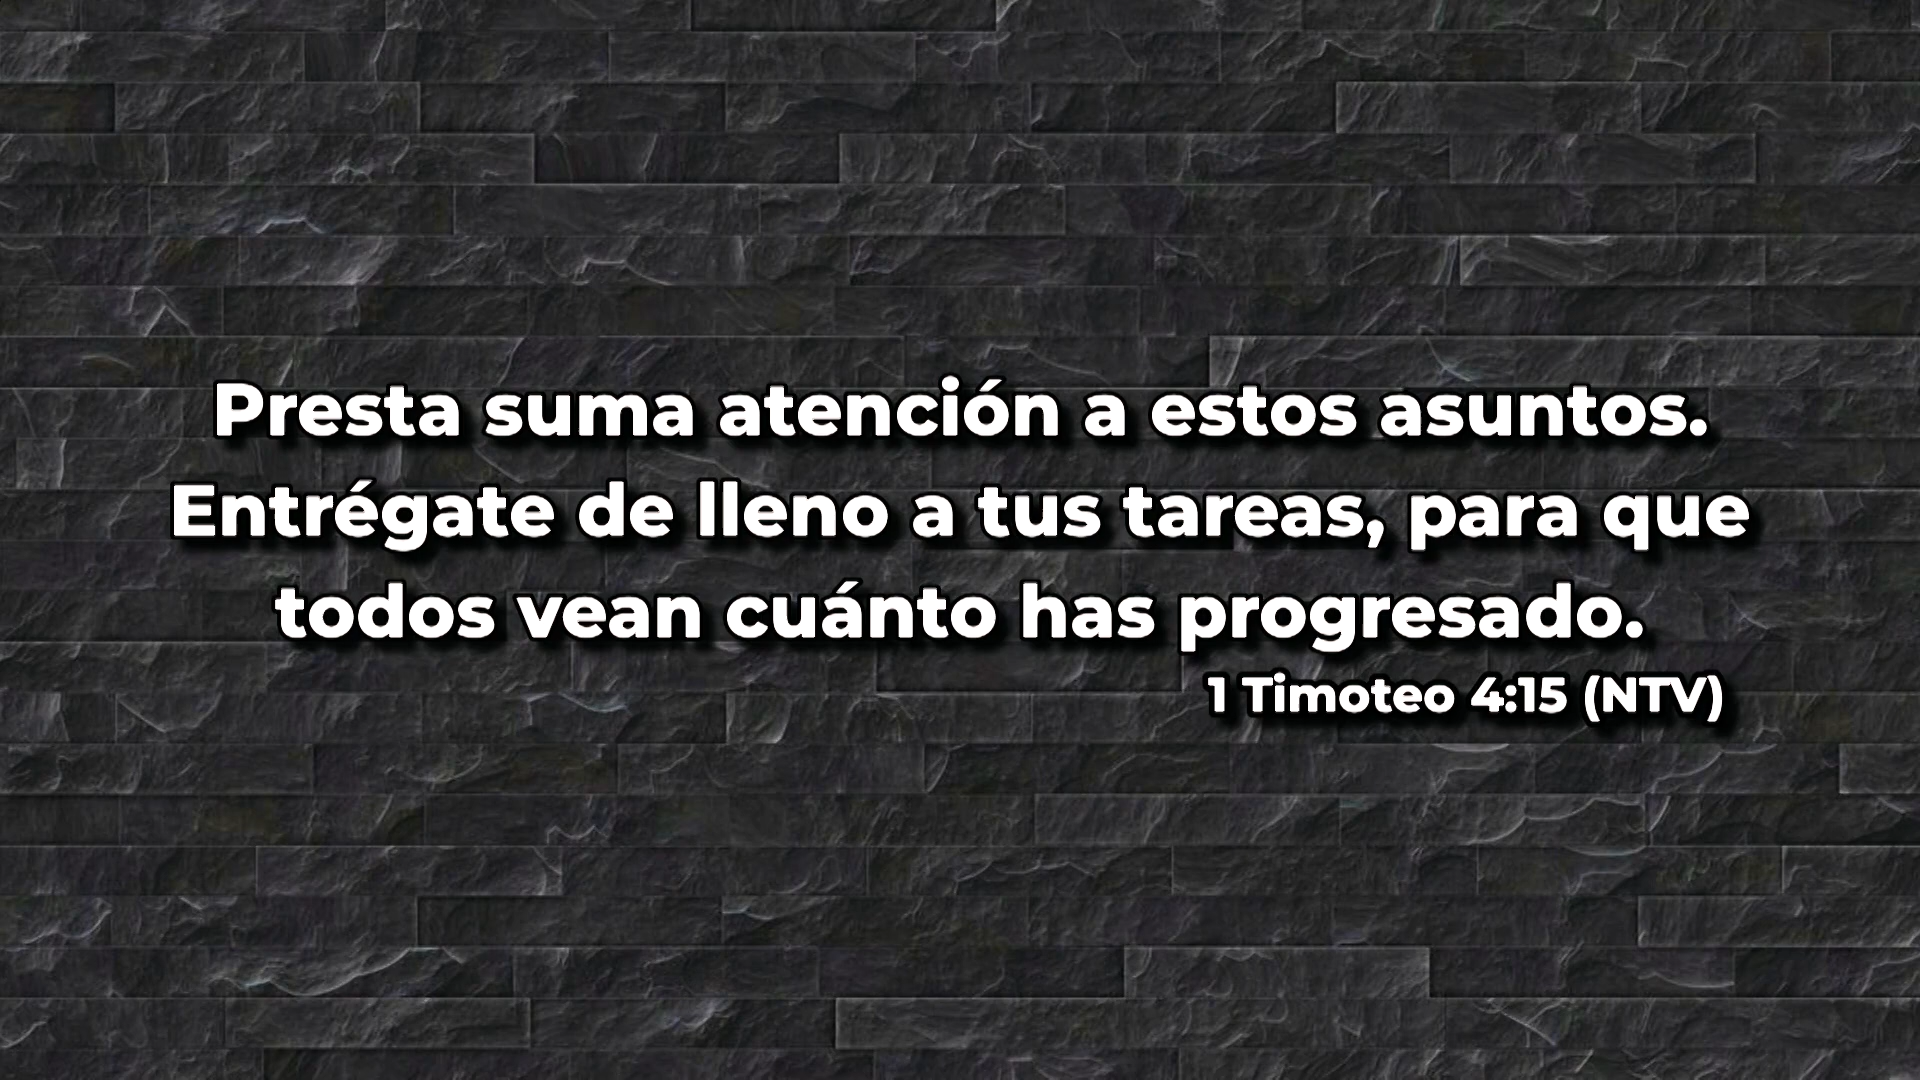 Presta suma atención a estos asuntos.
Entrégate de lleno a tus tareas, para que
todos vean cuánto has progresado.
1 Timoteo 4:15 (NTV)